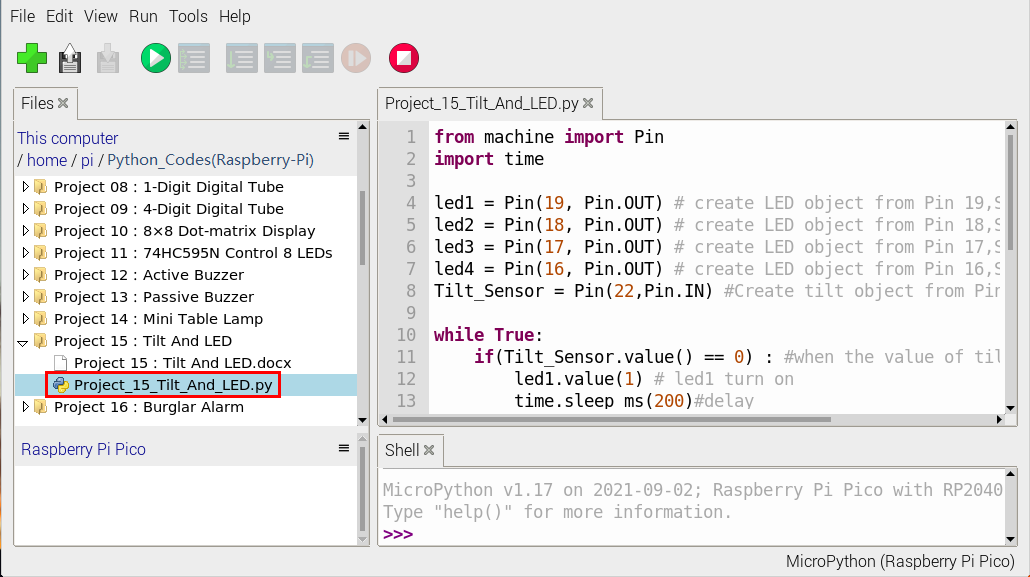 File Edit View Run Tools Help
Files
This computer
/ home / pi / Python_Codes(Raspberry-Pi)
Project 08 : 1-Digit Digital Tube
Project 09 : 4-Digit Digital Tube
Project 10 : 8×8 Dot-matrix Display
Project 11 : 74HC595N Control 8 LEDs
Project 12 : Active Buzzer
Project 13 : Passive Buzzer
Project 14 : Mini Table Lamp
Project 15 : Tilt And LED
Project 15 : Tilt And LED.docx
Project_15_Tilt_And_LED.py
Project 16 : Burglar Alarm
Raspberry Pi Pico
Project_15_Tilt_And_LED.py
1 from machine import Pin
2 import time
3
4 led1 = Pin(19, Pin.OUT) # create LED object from Pin 19,S
5 led2 = Pin(18, Pin.OUT) # create LED object from Pin 18,S
6 led3 = Pin(17, Pin.OUT) # create LED object from Pin 17,S
7 led4 = Pin(16, Pin.OUT) # create LED object from Pin 16,S
8 Tilt_Sensor = Pin(22,Pin.IN) #Create tilt object from Pin
9
10 while True:
11     if(Tilt_Sensor.value() == 0) : #when the value of til
12         led1.value(1) # led1 turn on
13         time.sleep_ms(200)#delay
Shell
MicroPython v1.17 on 2021-09-02; Raspberry Pi Pico with RP2040
Type "help()" for more information.
>>>
MicroPython (Raspberry Pi Pico)